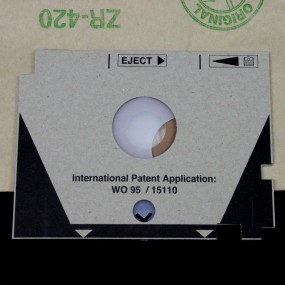 ZR-420
ORIGINAL
EJECT
International Patent Application:
WO 95 / 15110